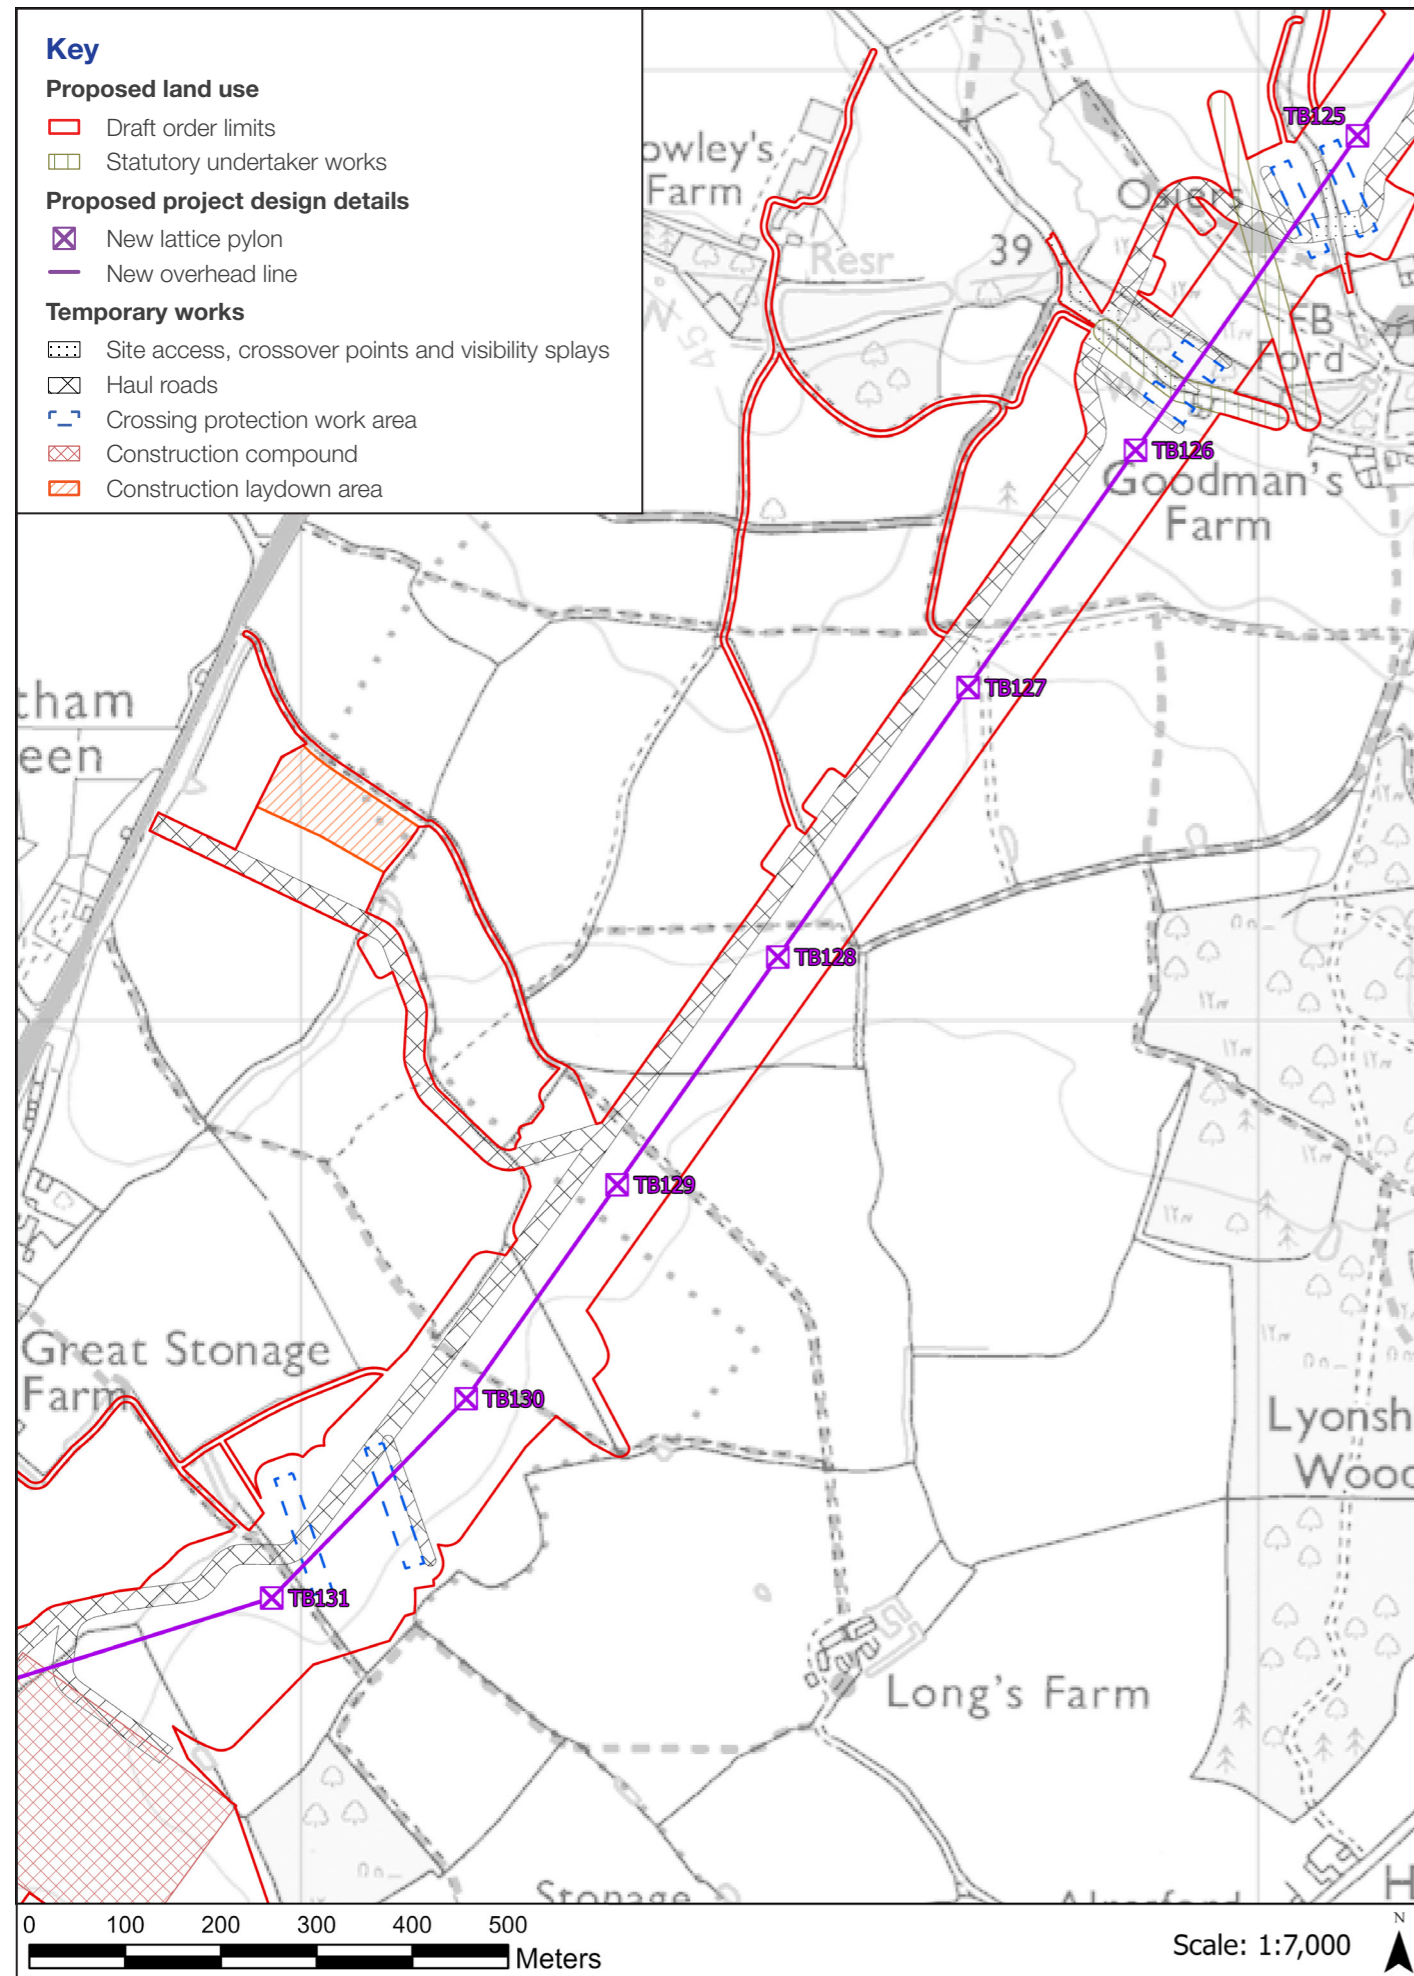 Key
Proposed land use
Draft order limits
Statutory undertaker works
Proposed project design details
New lattice pylon
New overhead line
Temporary works
Site access, crossover points and visibility splays
Haul roads
Crossing protection work area
Construction compound
Construction laydown area
TB125
owley's
Farm
Osiers
39
Resr
45
FB
Ford
TB126
Goodman's
Farm
TB127
tham
een
TB128
TB129
Great Stonage
Farm
TB130
Lyonsh
Wood
TB131
Long's Farm
Stonage
Alresford
H
0 100 200 300 400 500
Meters
Scale: 1:7,000
N